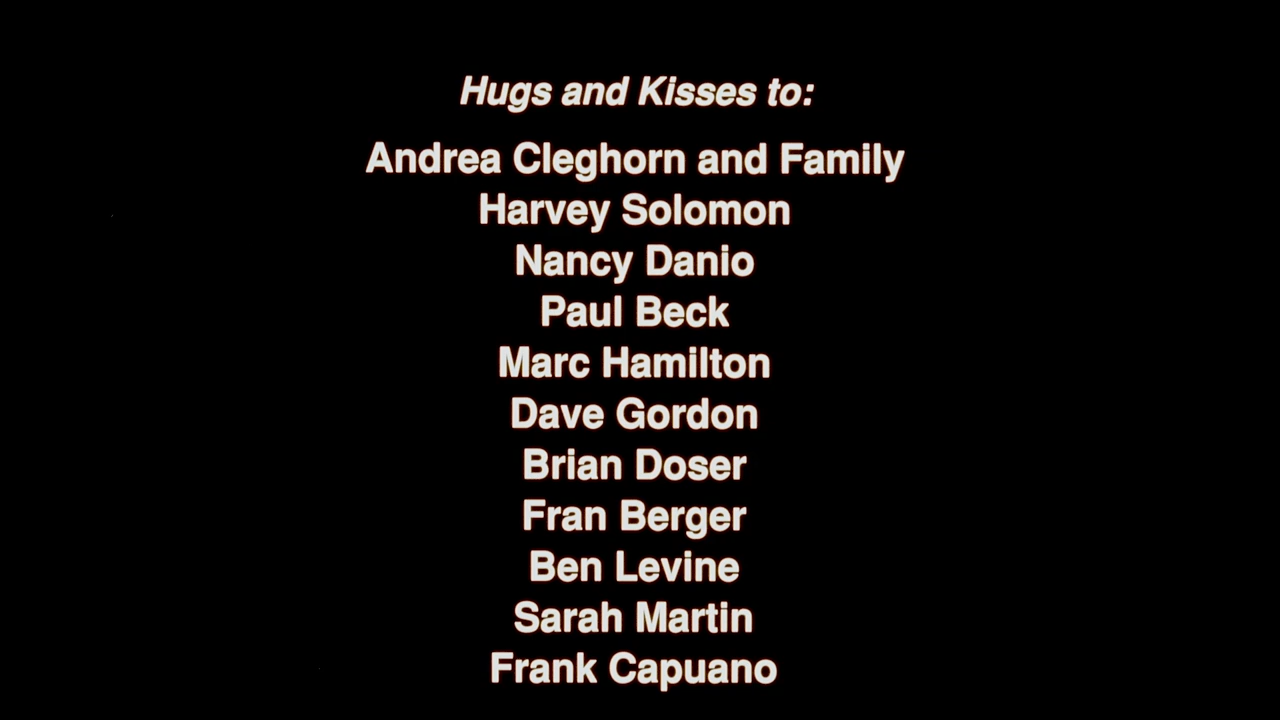 Hugs and Kisses to:
Andrea Cleghorn and Family
Harvey Solomon
Nancy Danio
Paul Beck
Marc Hamilton
Dave Gordon
Brian Doser
Fran Berger
Ben Levine
Sarah Martin
Frank Capuano